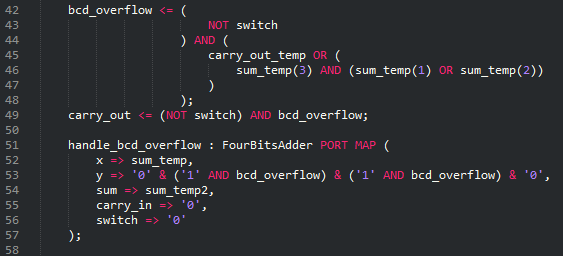 42 bcd_overflow <= (
43 NOT switch
44 ) AND (
45 carry_out_temp OR (
46 sum_temp(3) AND (sum_temp(1) OR sum_temp(2))
47 )
48 );
49 carry_out <= (NOT switch) AND bcd_overflow;
50
51 handle_bcd_overflow : FourBitsAdder PORT MAP (
52 x => sum_temp,
53 y => '0' & ('1' AND bcd_overflow) & ('1' AND bcd_overflow) & '0',
54 sum => sum_temp2,
55 carry_in => '0',
56 switch => '0'
57 );
58